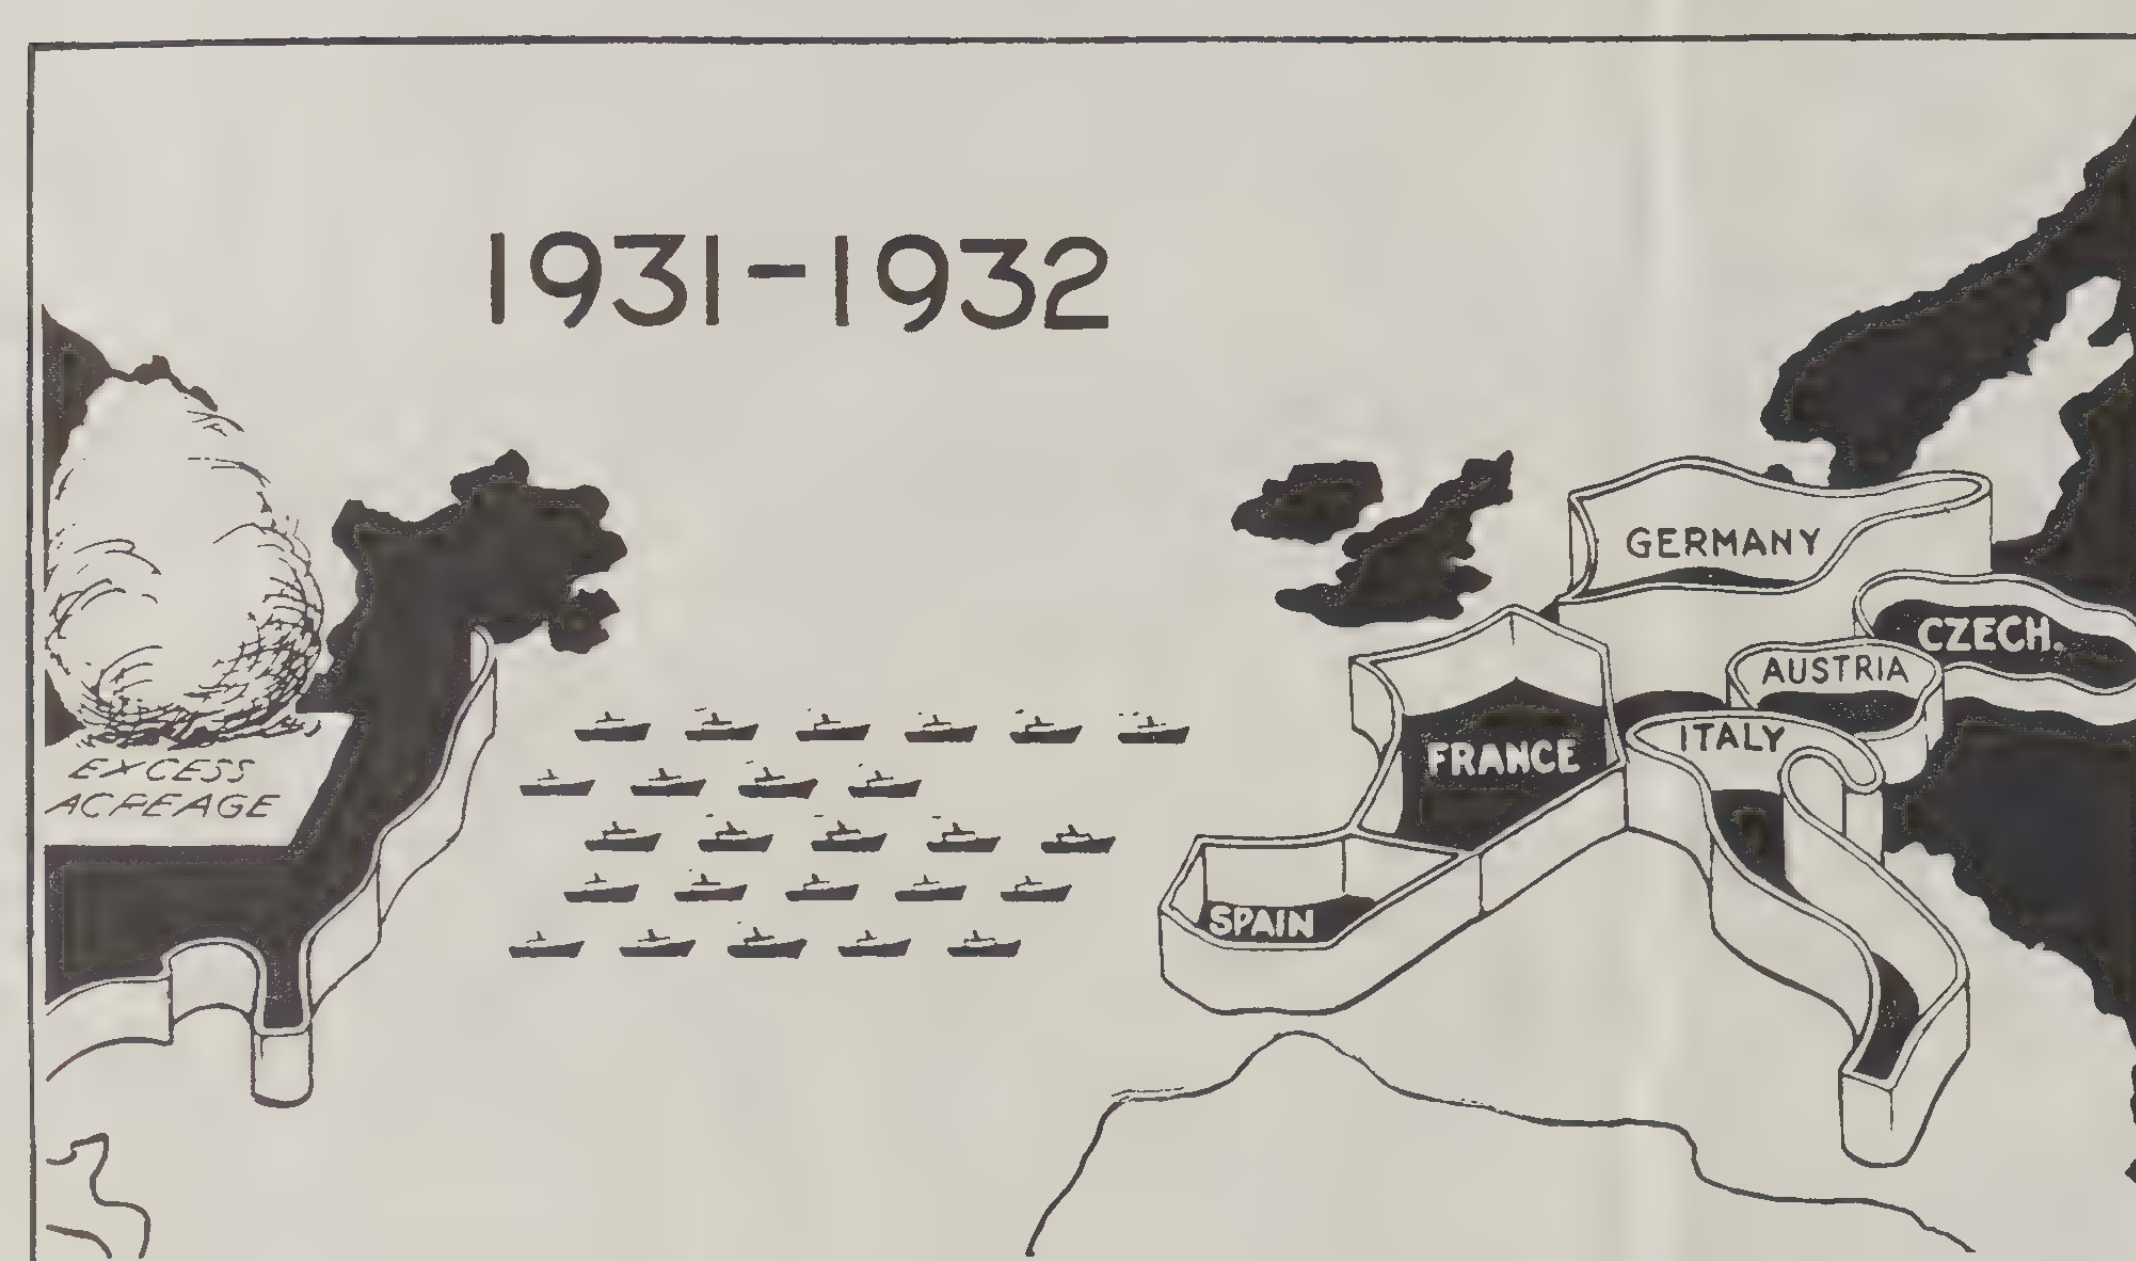 1931-1932
GERMANY
CZECH.
AUSTRIA
ITALY
FRANCE
EXCESS
ACREAGE
SPAIN